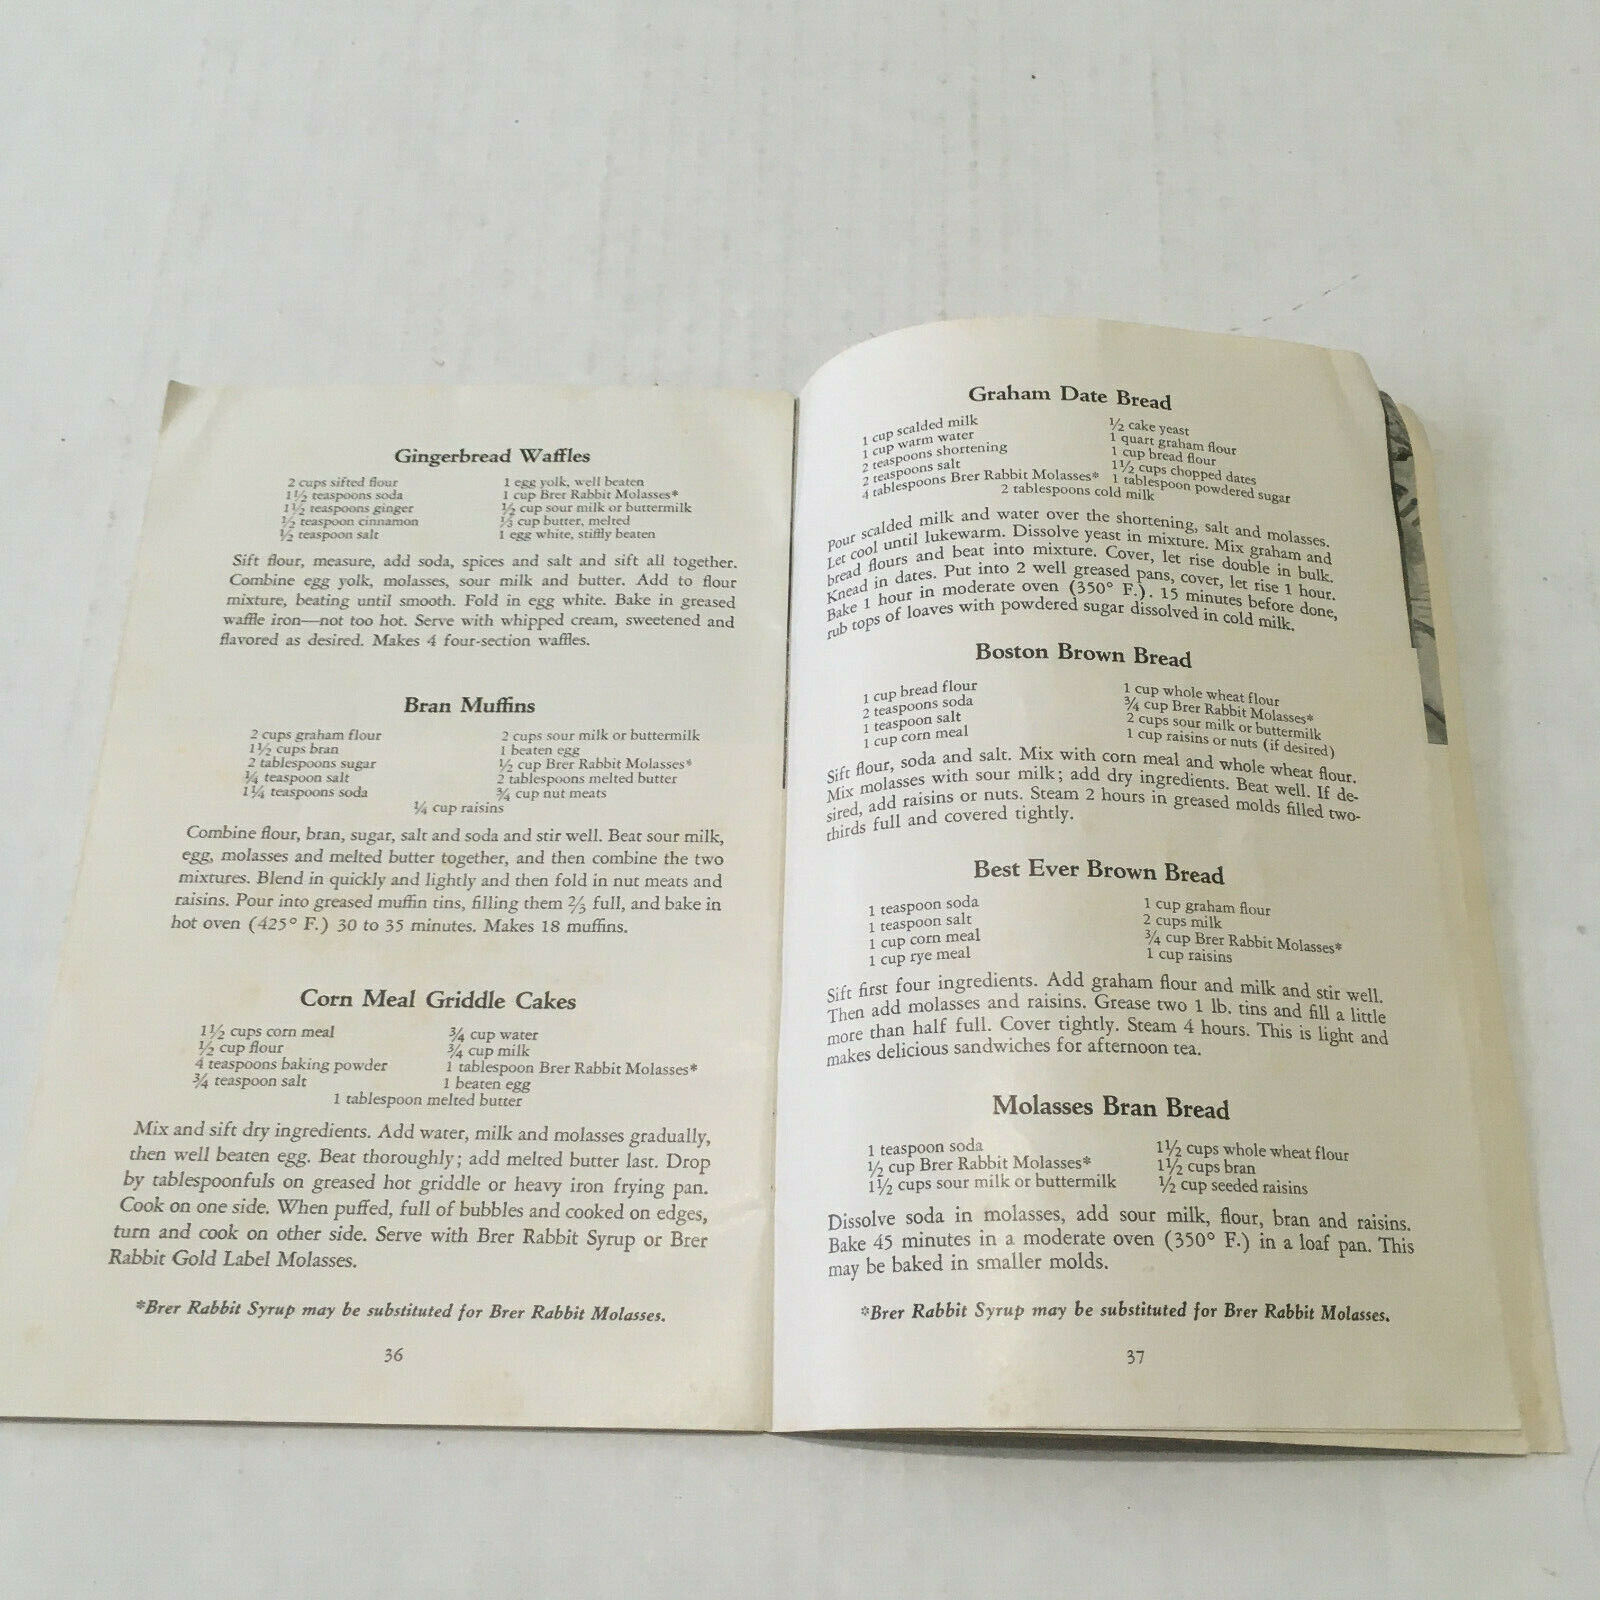 Gingerbread Waffles
2 cups sifted flour
1½ teaspoons soda
1½ teaspoons ginger
½ teaspoon cinnamon
½ teaspoon salt
1 egg yolk, well beaten
1 cup Brer Rabbit Molasses*
½ cup sour milk or buttermilk
⅓ cup butter, melted
1 egg white, stiffly beaten
Sift flour, measure, add soda, spices and salt and sift all together.
Combine egg yolk, molasses, sour milk and butter. Add to flour
mixture, beating until smooth. Fold in egg white. Bake in greased
waffle iron—not too hot. Serve with whipped cream, sweetened and
flavored as desired. Makes 4 four-section waffles.
Bran Muffins
2 cups graham flour
1½ cups bran
2 tablespoons sugar
¼ teaspoon salt
1¼ teaspoons soda
2 cups sour milk or buttermilk
1 beaten egg
½ cup Brer Rabbit Molasses*
2 tablespoons melted butter
¾ cup nut meats
¼ cup raisins
Combine flour, bran, sugar, salt and soda and stir well. Beat sour milk,
egg, molasses and melted butter together, and then combine the two
mixtures. Blend in quickly and lightly and then fold in nut meats and
raisins. Pour into greased muffin tins, filling them ⅔ full, and bake in
hot oven (425° F.) 30 to 35 minutes. Makes 18 muffins.
Corn Meal Griddle Cakes
1½ cups corn meal
½ cup flour
4 teaspoons baking powder
¾ teaspoon salt
¾ cup water
¾ cup milk
1 tablespoon Brer Rabbit Molasses*
1 beaten egg
1 tablespoon melted butter
Mix and sift dry ingredients. Add water, milk and molasses gradually,
then well beaten egg. Beat thoroughly; add melted butter last. Drop
by tablespoonfuls on greased hot griddle or heavy iron frying pan.
Cook on one side. When puffed, full of bubbles and cooked on edges,
turn and cook on other side. Serve with Brer Rabbit Syrup or Brer
Rabbit Gold Label Molasses.
*Brer Rabbit Syrup may be substituted for Brer Rabbit Molasses.
36
Graham Date Bread
1 cup scalded milk
1 cup warm water
2 teaspoons shortening
2 teaspoons salt
4 tablespoons Brer Rabbit Molasses*
½ cake yeast
1 quart graham flour
1 cup bread flour
1½ cups chopped dates
1 tablespoon powdered sugar
2 tablespoons cold milk
Pour scalded milk and water over the shortening, salt and molasses.
Let cool until lukewarm. Dissolve yeast in mixture. Mix graham and
bread flours and beat into mixture. Cover, let rise double in bulk.
Knead in dates. Put into 2 well greased pans, cover, let rise 1 hour.
Bake 1 hour in moderate oven (350° F.). 15 minutes before done,
rub tops of loaves with powdered sugar dissolved in cold milk.
Boston Brown Bread
1 cup bread flour
2 teaspoons soda
1 teaspoon salt
1 cup corn meal
1 cup whole wheat flour
¾ cup Brer Rabbit Molasses*
2 cups sour milk or buttermilk
1 cup raisins or nuts (if desired)
Sift flour, soda and salt. Mix with corn meal and whole wheat flour.
Mix molasses with sour milk; add dry ingredients. Beat well. If de-
sired, add raisins or nuts. Steam 2 hours in greased molds filled two-
thirds full and covered tightly.
Best Ever Brown Bread
1 teaspoon soda
1 teaspoon salt
1 cup corn meal
1 cup rye meal
1 cup graham flour
2 cups milk
¾ cup Brer Rabbit Molasses*
1 cup raisins
Sift first four ingredients. Add graham flour and milk and stir well.
Then add molasses and raisins. Grease two 1 lb. tins and fill a little
more than half full. Cover tightly. Steam 4 hours. This is light and
makes delicious sandwiches for afternoon tea.
Molasses Bran Bread
1 teaspoon soda
½ cup Brer Rabbit Molasses*
1½ cups sour milk or buttermilk
1½ cups whole wheat flour
1½ cups bran
½ cup seeded raisins
Dissolve soda in molasses, add sour milk, flour, bran and raisins.
Bake 45 minutes in a moderate oven (350° F.) in a loaf pan. This
may be baked in smaller molds.
*Brer Rabbit Syrup may be substituted for Brer Rabbit Molasses.
37